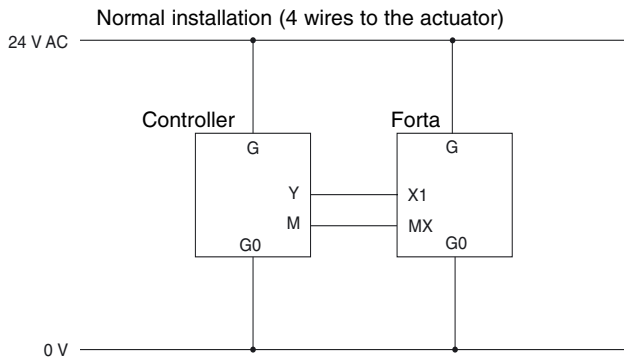 Normal installation (4 wires to the actuator)
24 V AC
Controller
Forta
G
G
Y
X1
M
MX
G0
G0
0 V